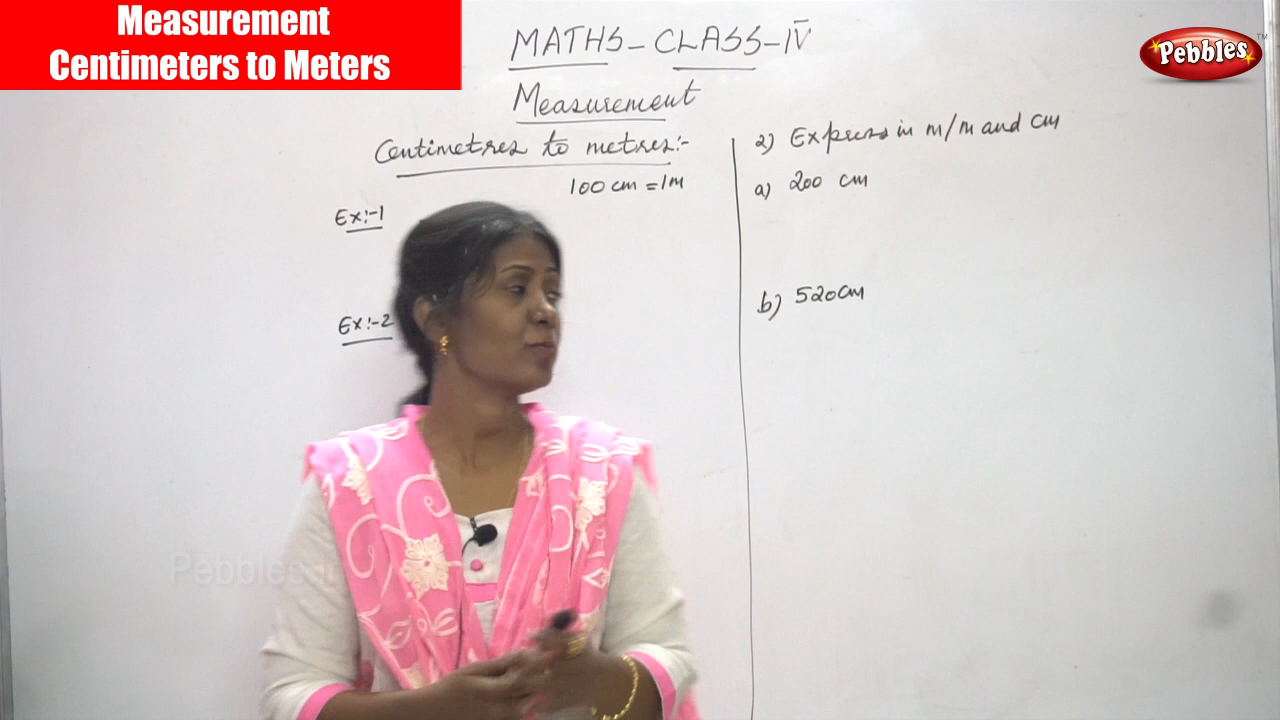 Measurement
Centimeters to Meters
Pebbles™
MATHS - CLASS - IV
Measurement
Centimetres to metres:-
100 cm = 1m
Ex:-1
Ex:-2
2) Express in m/m and cm
a) 200 cm
b) 520cm
Pebbles